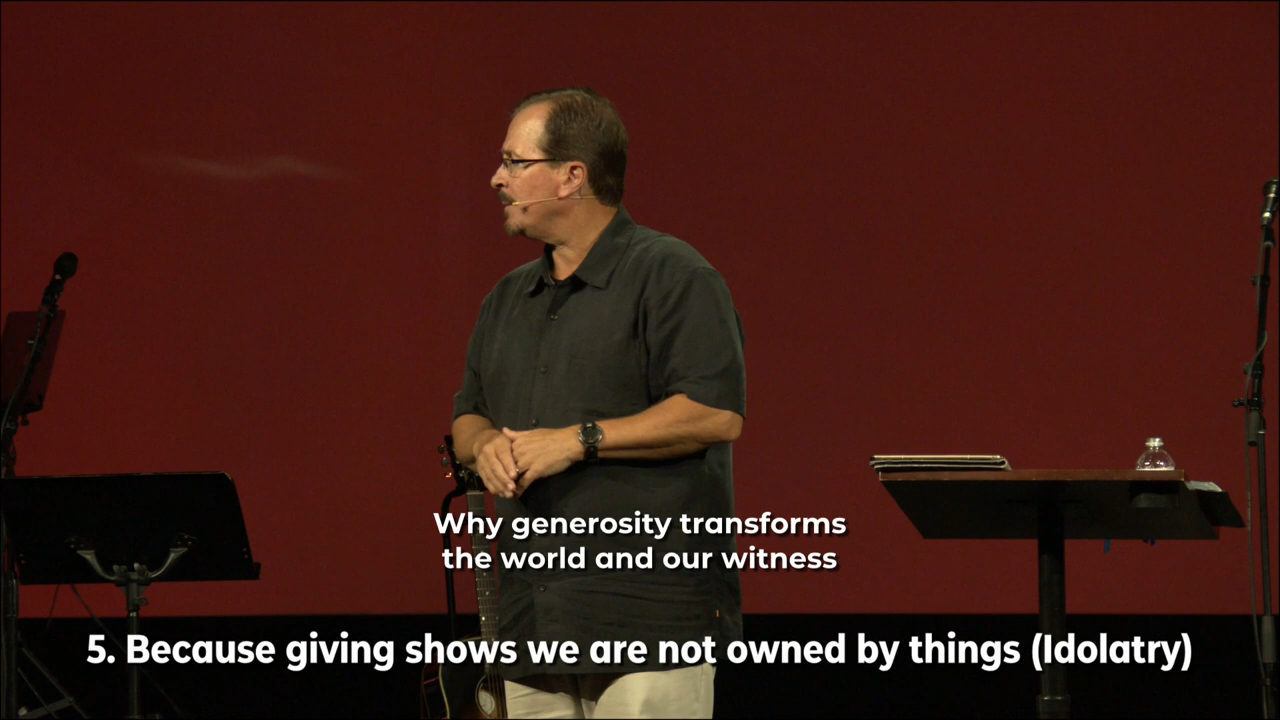 Why generosity transforms
the world and our witness
5. Because giving shows we are not owned by things (Idolatry)